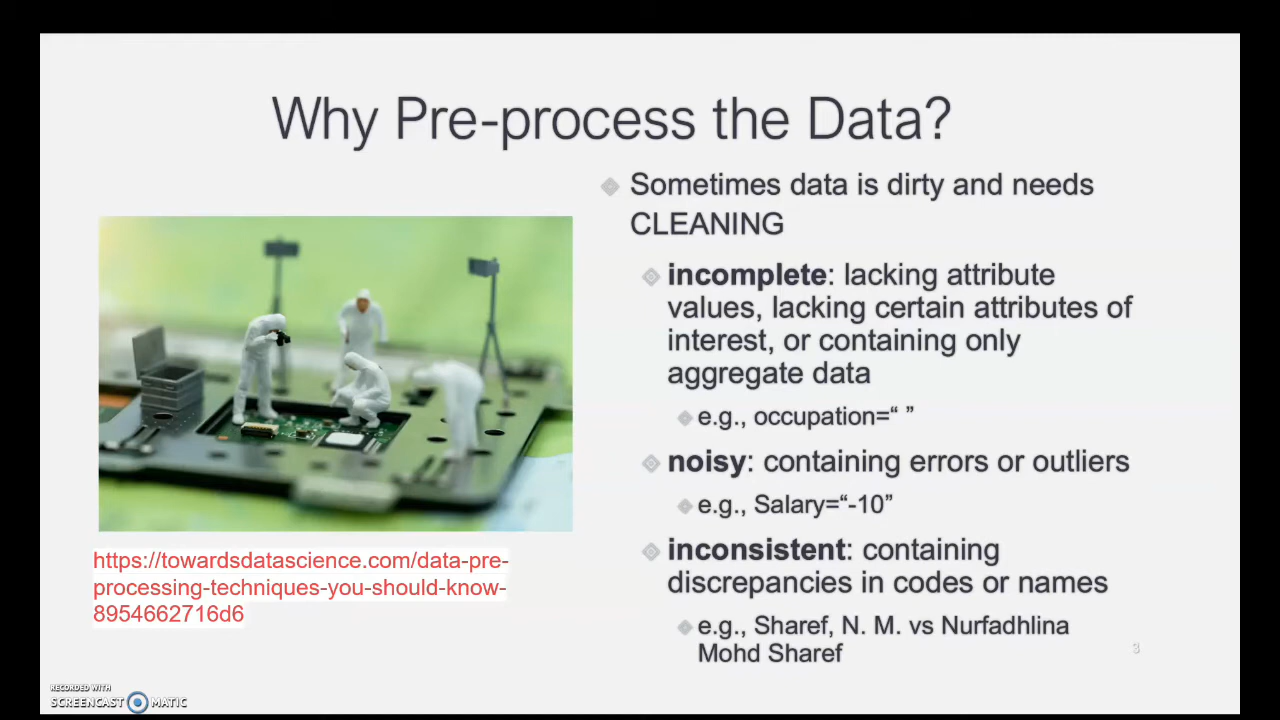 Why Pre-process the Data?
Sometimes data is dirty and needs
CLEANING
incomplete: lacking attribute
values, lacking certain attributes of
interest, or containing only
aggregate data
e.g., occupation=“ ”
noisy: containing errors or outliers
e.g., Salary=“-10”
inconsistent: containing
discrepancies in codes or names
e.g., Sharef, N. M. vs Nurfadhlina
Mohd Sharef
https://towardsdatascience.com/data-pre-
processing-techniques-you-should-know-
8954662716d6
3
RECORDED WITH
SCREENCAST MATIC